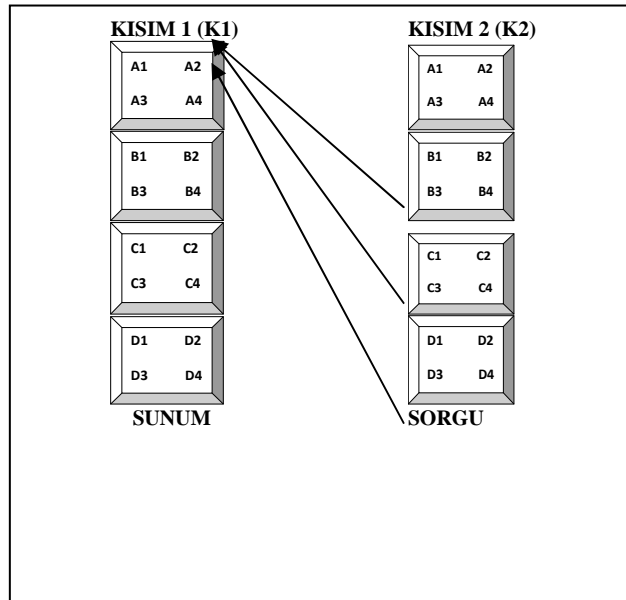 KISIM 1 (K1)
A1 A2
A3 A4
B1 B2
B3 B4
C1 C2
C3 C4
D1 D2
D3 D4
SUNUM
KISIM 2 (K2)
A1 A2
A3 A4
B1 B2
B3 B4
C1 C2
C3 C4
D1 D2
D3 D4
SORGU